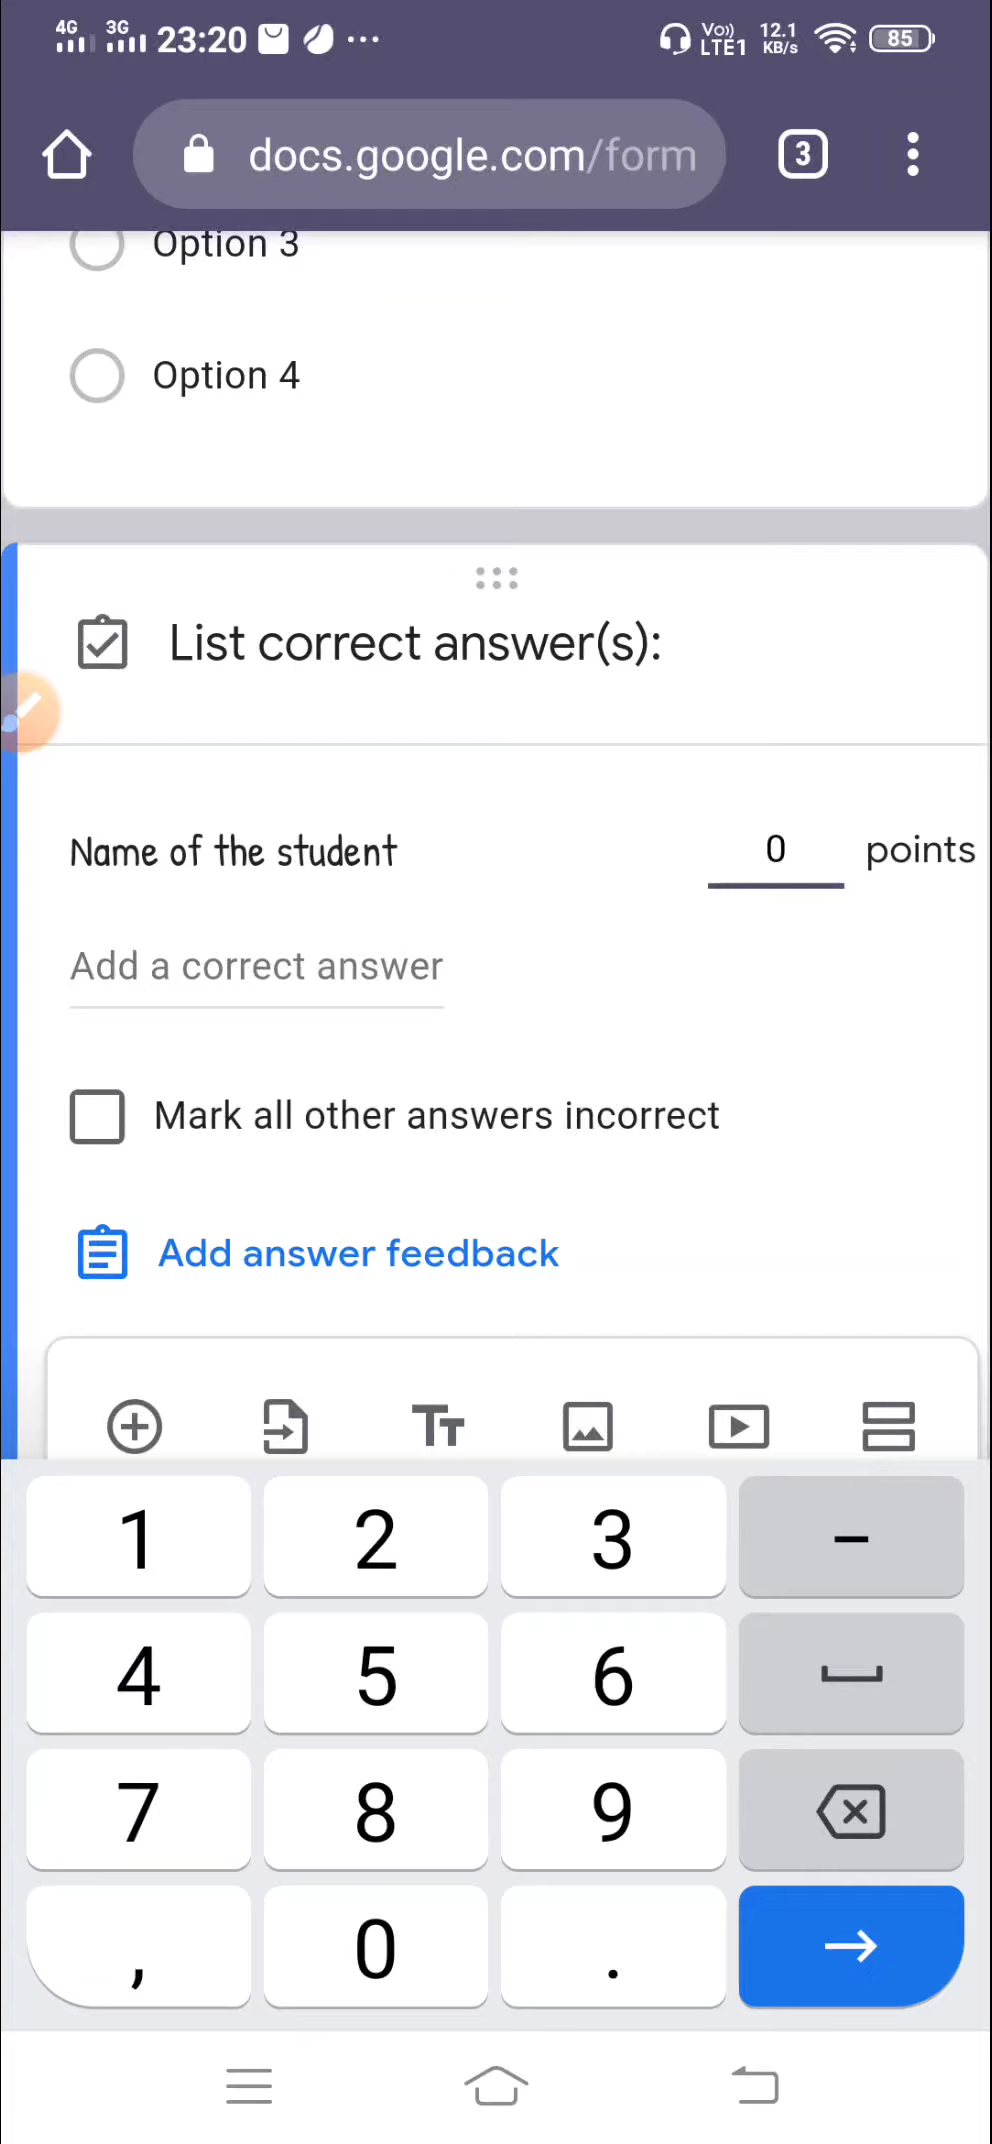 4G 3G 23:20 Vo)) LTE1 12.1 KB/s 85
docs.google.com/form 3
Option 3
Option 4
List correct answer(s):
Name of the student 0 points
Add a correct answer
Mark all other answers incorrect
Add answer feedback
Tт
1 2 3 –
4 5 6
7 8 9
, 0 .